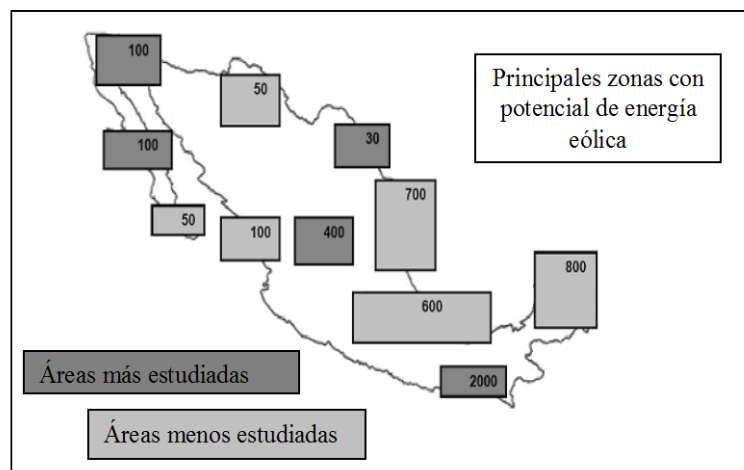 100
50
Principales zonas con
potencial de energía
eólica
100
30
700
50
100
400
800
600
Áreas más estudiadas
2000
Áreas menos estudiadas